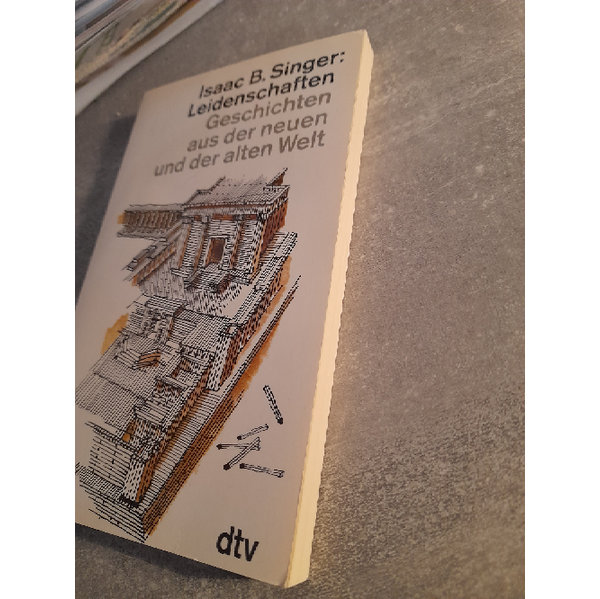 Isaac B. Singer:
Leidenschaften
Geschichten
aus der neuen
und der alten Welt
dtv